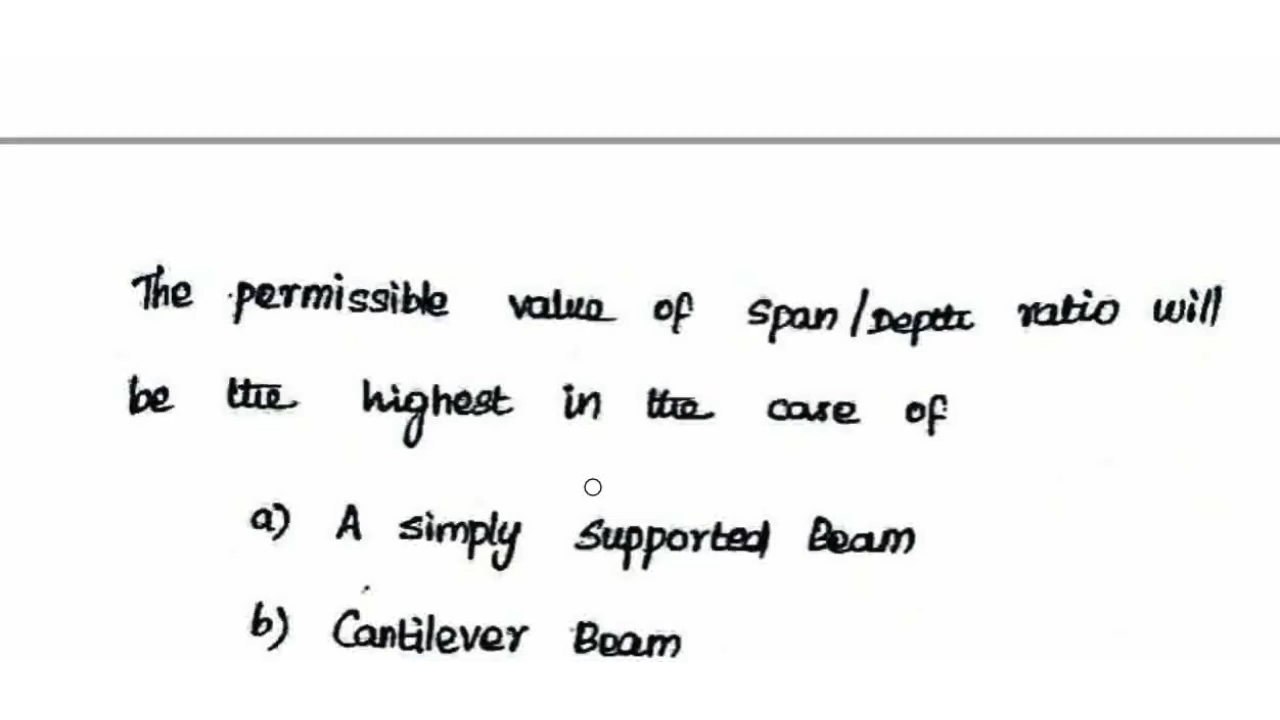 The permissible value of span/Depth ratio will
be the highest in the case of
a) A simply supported Beam
b) Cantilever Beam